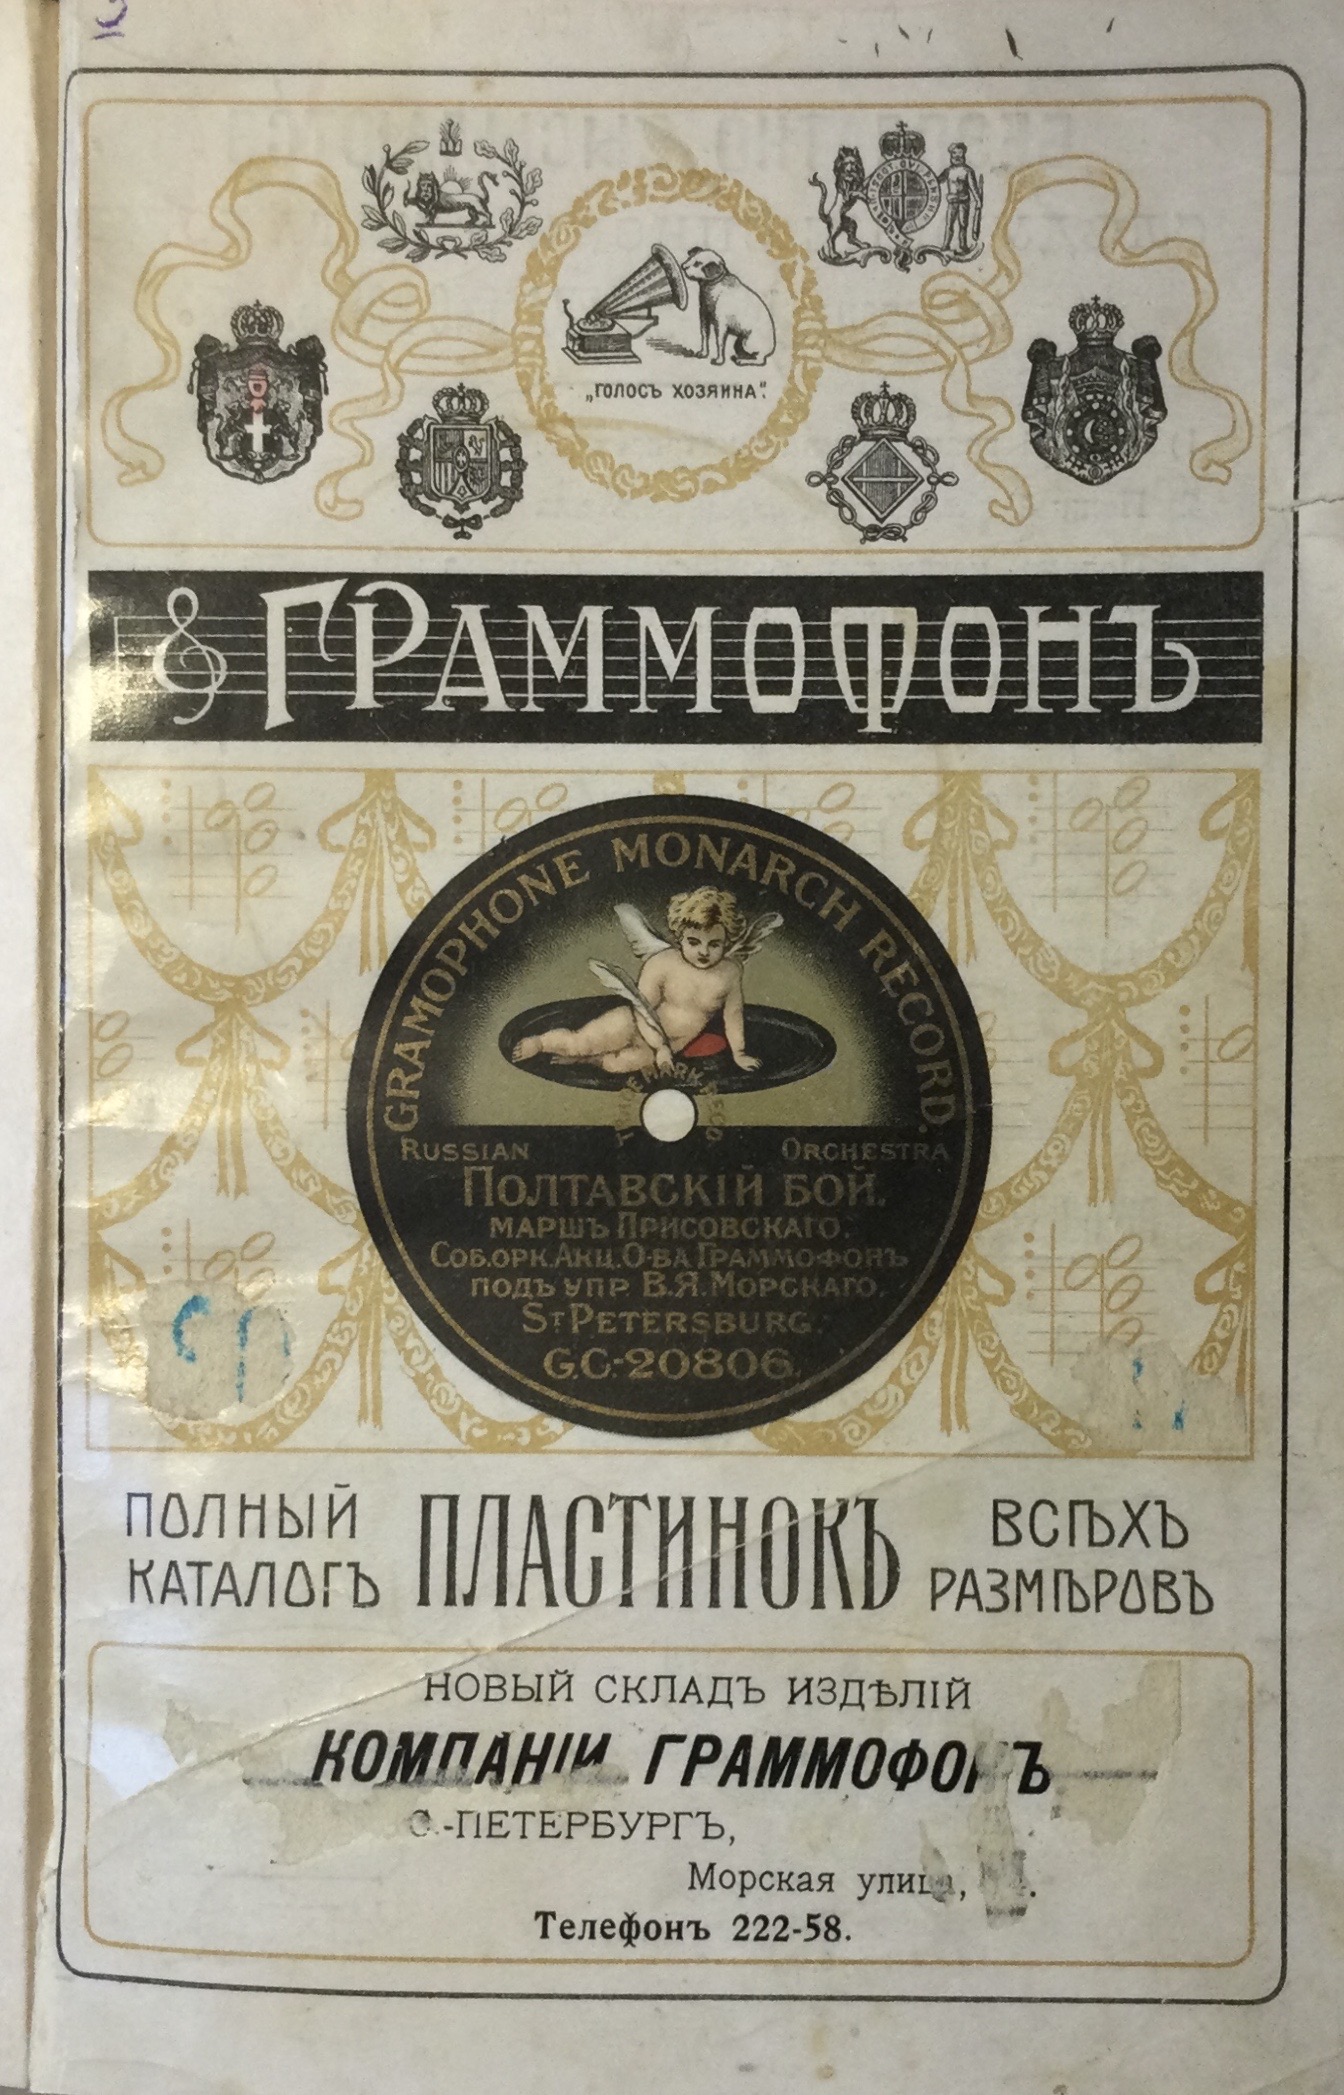 „ГОЛОСЪ ХОЗЯИНА“.
ГРАММОФОНЪ
GRAMOPHONE MONARCH RECORD.
RUSSIAN ORCHESTRA
ПОЛТАВСКІЙ БОЙ.
МАРШЪ ПРИСОВСКАГО.
СОБ.ОРК.АКЦ.О-ВА ГРАММОФОНЪ
ПОДЪ УПР. В.Я.МОРСКАГО.
ST PETERSBURG.
G.C.-20806.
ПОЛНЫЙ
КАТАЛОГЪ
ПЛАСТИНОКЪ
ВСѢХЪ
РАЗМѢРОВЪ
НОВЫЙ СКЛАДЪ ИЗДѢЛІЙ
КОМПАНІИ ГРАММОФОНЪ
С.-ПЕТЕРБУРГЪ,
Морская улица,
Телефонъ 222-58.